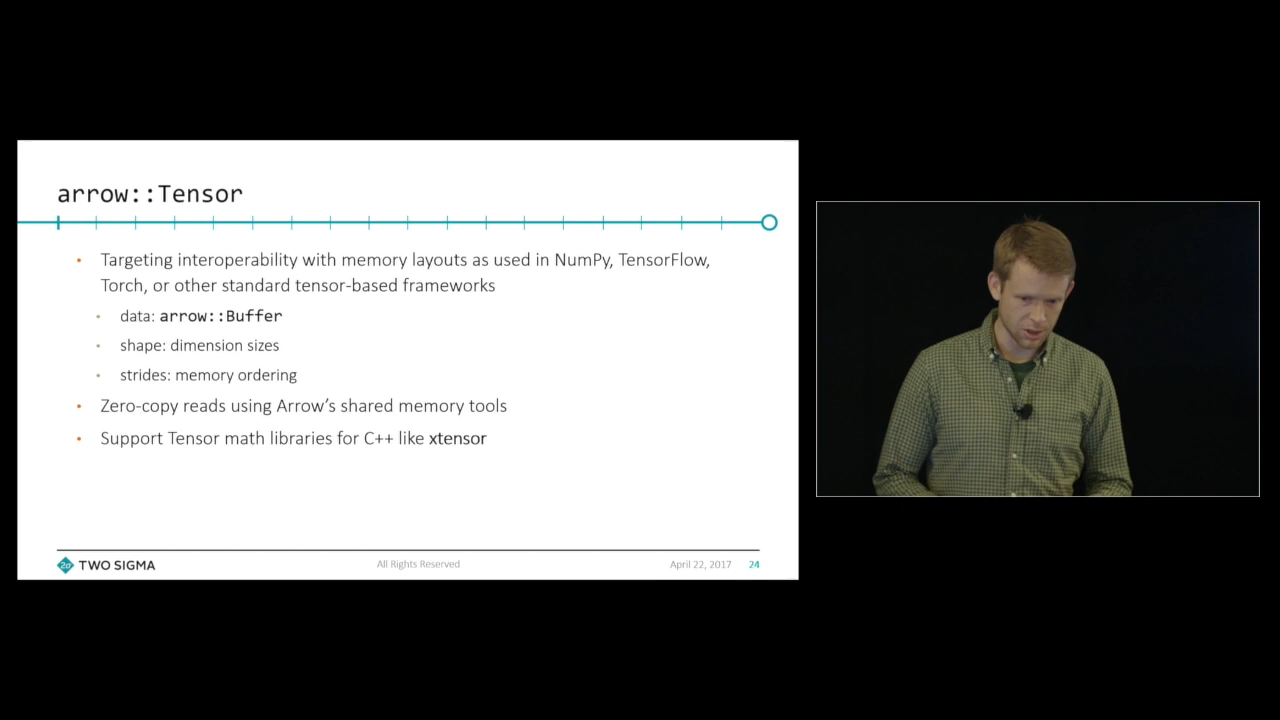 arrow::Tensor
• Targeting interoperability with memory layouts as used in NumPy, TensorFlow,
Torch, or other standard tensor-based frameworks
• data: arrow::Buffer
• shape: dimension sizes
• strides: memory ordering
• Zero-copy reads using Arrow’s shared memory tools
• Support Tensor math libraries for C++ like xtensor
2σ TWO SIGMA
All Rights Reserved
April 22, 2017 24